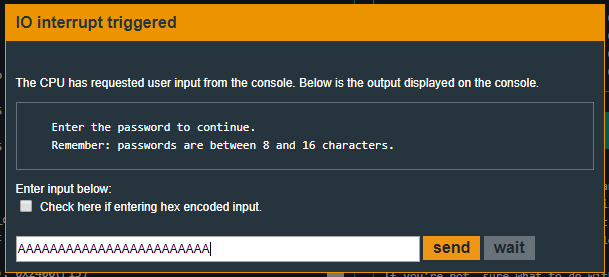 IO interrupt triggered
The CPU has requested user input from the console. Below is the output displayed on the console.
Enter the password to continue.
Remember: passwords are between 8 and 16 characters.
Enter input below:
Check here if entering hex encoded input.
AAAAAAAAAAAAAAAAAAAAAAAA
send
wait